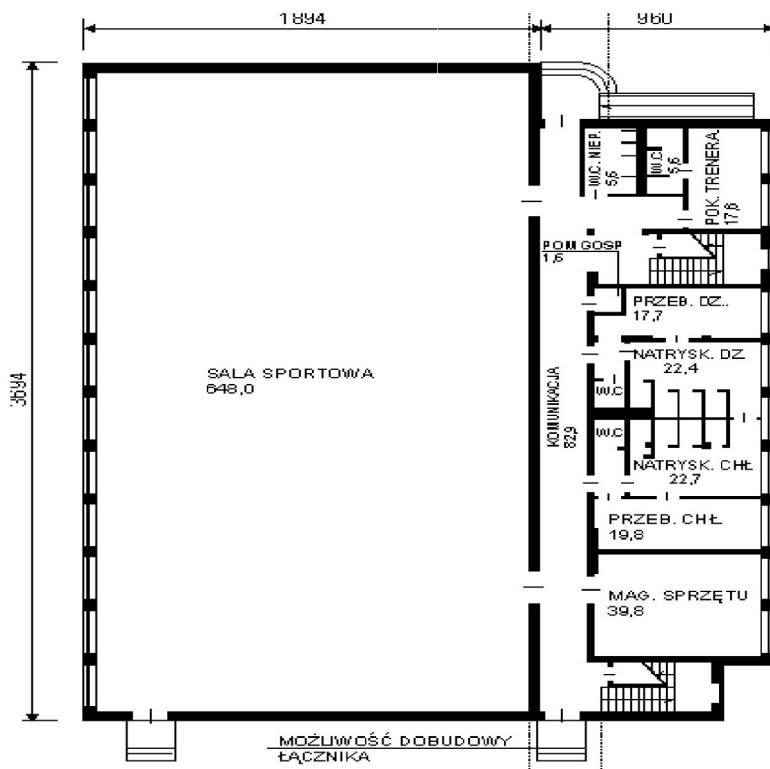 1894
960
3694
W.C. NIEP.
5,6
W.C
5,6
POK. TRENERA.
17,6
POM GOSP
1,6
PRZEB. DZ..
17,7
NATRYSK. DZ
22,4
SALA SPORTOWA
648,0
KOMUNIKACJA
82,9
W.C
W.C
NATRYSK. CHŁ
22,7
PRZEB. CHŁ
19,8
MAG. SPRZĘTU
39,8
MOŻLIWOŚĆ DOBUDOWY
ŁĄCZNIKA